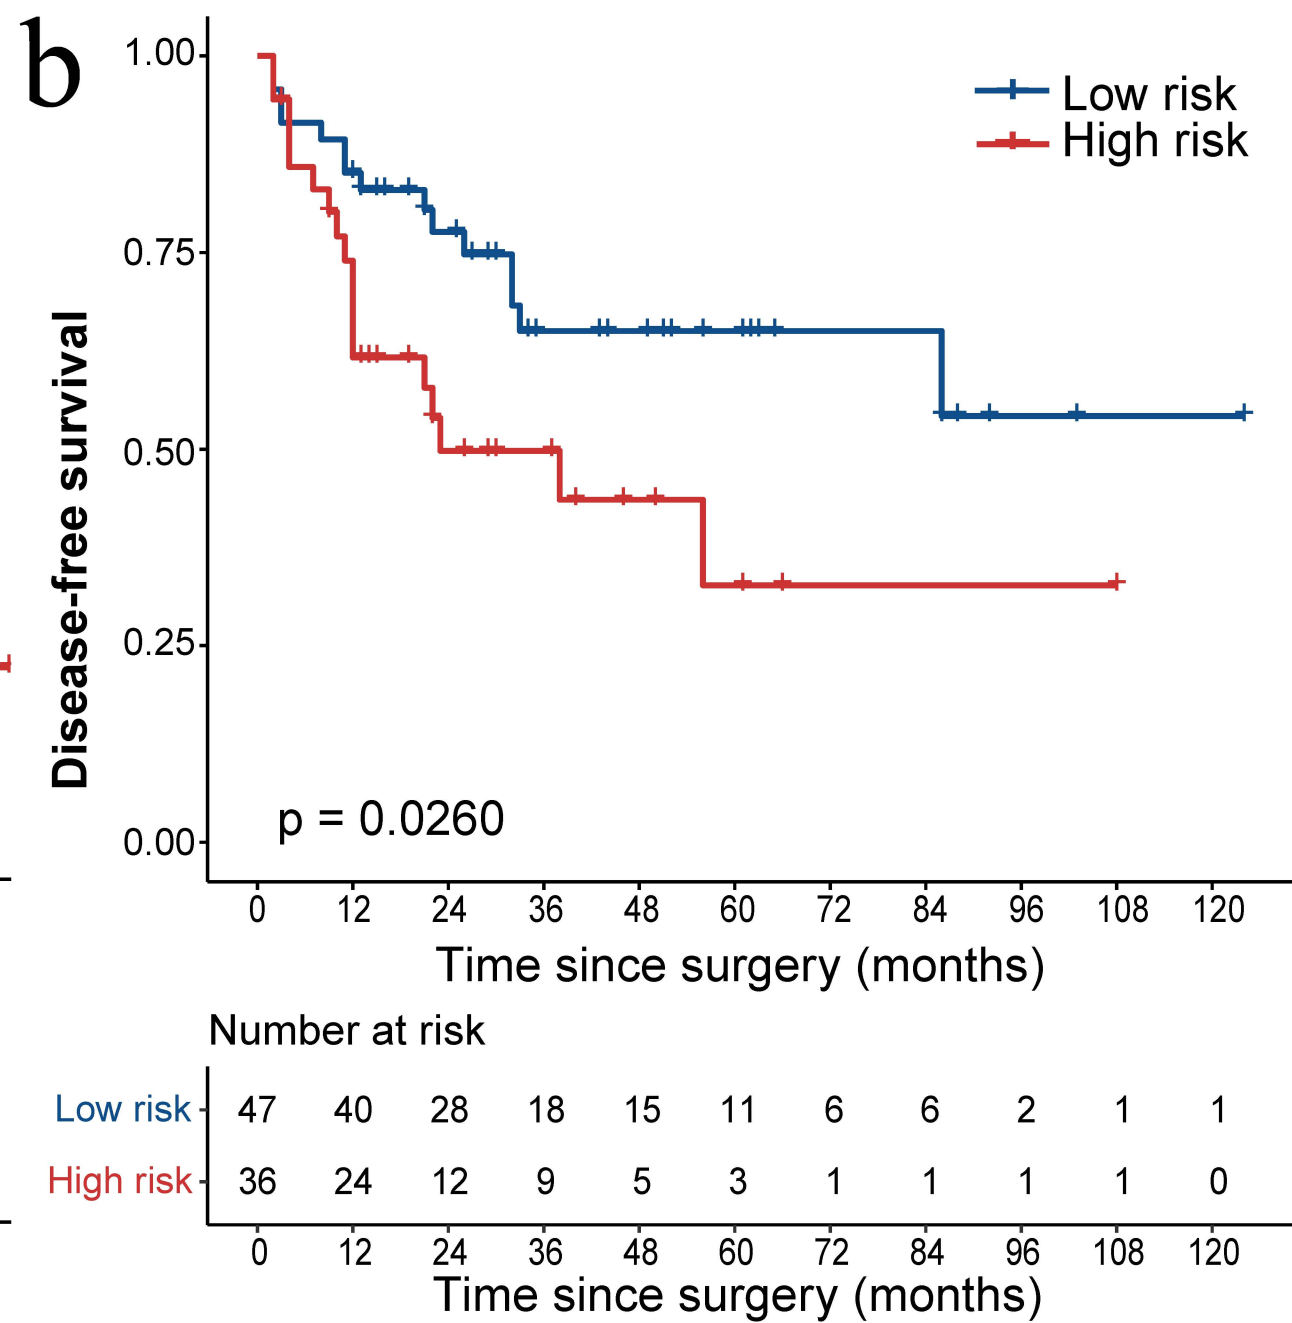 b
Low risk
High risk
1.00
0.75
0.50
0.25
0.00
Disease-free survival
p = 0.0260
0 12 24 36 48 60 72 84 96 108 120
Time since surgery (months)
Number at risk
Low risk 47 40 28 18 15 11 6 6 2 1 1
High risk 36 24 12 9 5 3 1 1 1 1 0
0 12 24 36 48 60 72 84 96 108 120
Time since surgery (months)